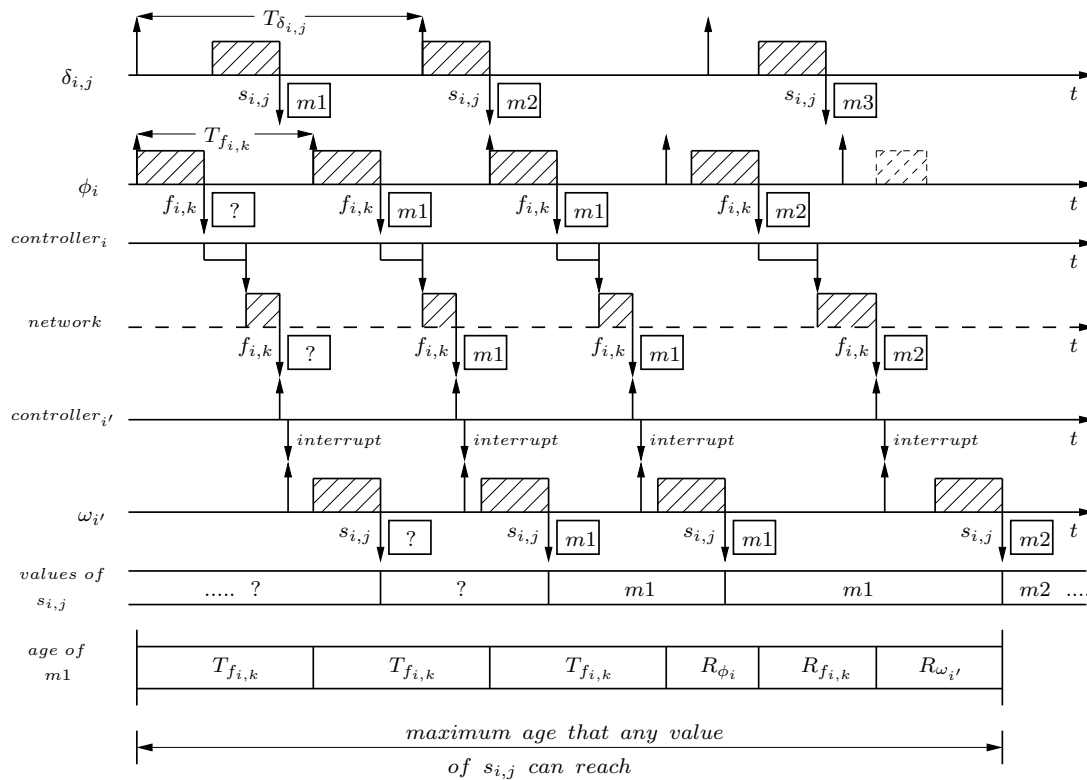 T_{δ_{i,j}}
δ_{i,j}
s_{i,j} m1 s_{i,j} m2 s_{i,j} m3 t
T_{f_{i,k}}
ϕ_i
f_{i,k} ? f_{i,k} m1 f_{i,k} m1 f_{i,k} m2 t
controller_i
t
network
f_{i,k} ? f_{i,k} m1 f_{i,k} m1 f_{i,k} m2 t
controller_{i'}
interrupt interrupt interrupt interrupt t
ω_{i'}
s_{i,j} ? s_{i,j} m1 s_{i,j} m1 s_{i,j} m2 t
values of
s_{i,j}
..... ? ? m1 m1 m2 ....
age of
m1
T_{f_{i,k}} T_{f_{i,k}} T_{f_{i,k}} R_{ϕ_i} R_{f_{i,k}} R_{ω_{i'}}
maximum age that any value
of s_{i,j} can reach